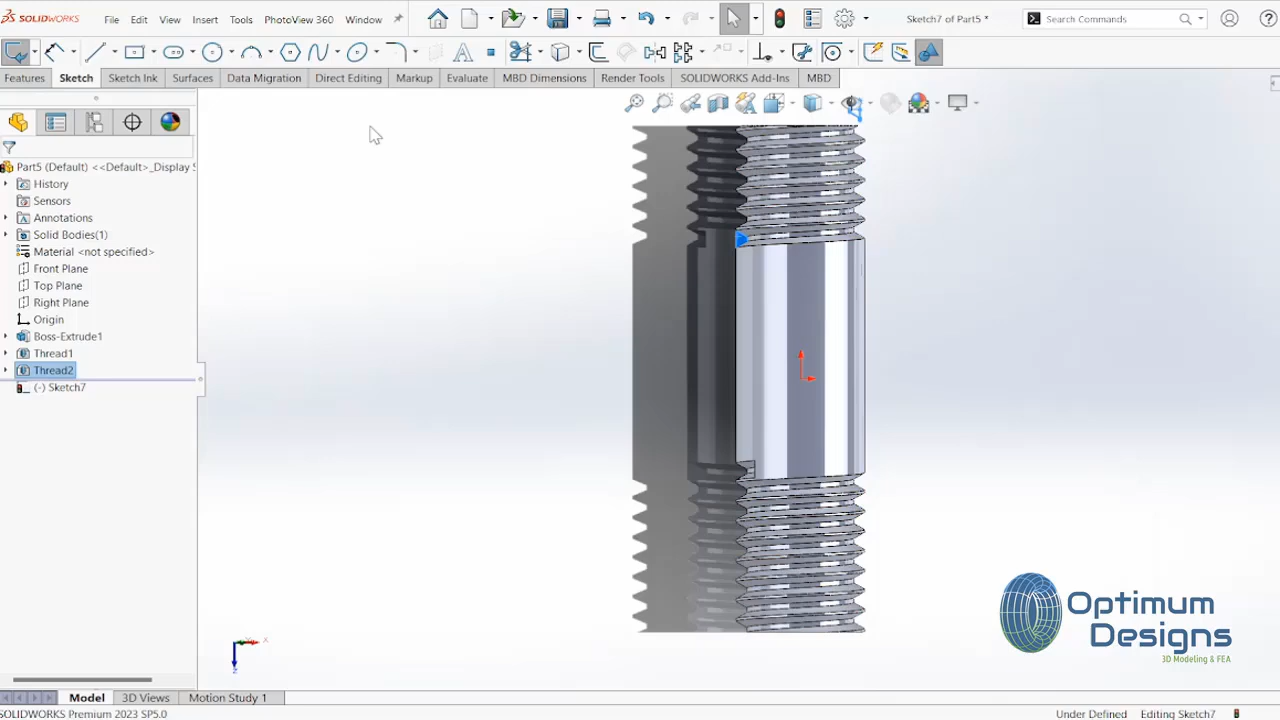 SOLIDWORKS File Edit View Insert Tools PhotoView 360 Window Sketch7 of Part5 * Search Commands
Features Sketch Sketch Ink Surfaces Data Migration Direct Editing Markup Evaluate MBD Dimensions Render Tools SOLIDWORKS Add-Ins MBD
Part5 (Default) <<Default>_Display S
History
Sensors
Annotations
Solid Bodies(1)
Material <not specified>
Front Plane
Top Plane
Right Plane
Origin
Boss-Extrude1
Thread1
Thread2
(-) Sketch7
Optimum
Designs
3D Modeling & FEA
Model 3D Views Motion Study 1
SOLIDWORKS Premium 2023 SP5.0 Under Defined Editing Sketch7